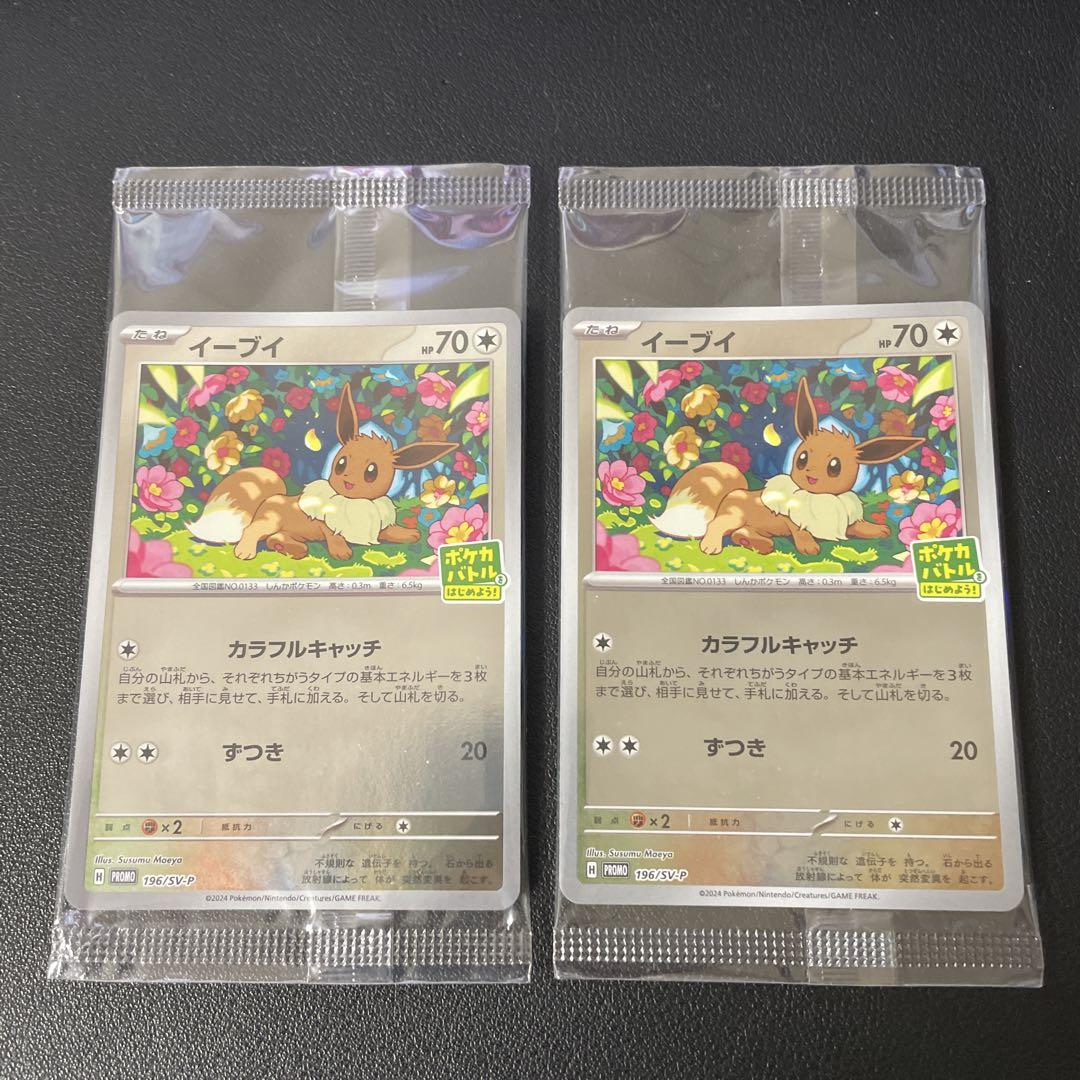 たね イーブイ HP70
ポケカ
バトルを
はじめよう!
全国図鑑NO.0133 しんかポケモン 高さ:0.3m 重さ:6.5kg
カラフルキャッチ
自分の山札から、それぞれちがうタイプの基本エネルギーを3枚
まで選び、相手に見せて、手札に加える。そして山札を切る。
ずつき 20
弱点 ×2 抵抗力 にげる
Illus. Susumu Maeya
H PROMO 196/SV-P
不規則な 遺伝子を 持つ。 石から出る
放射線によって 体が 突然変異を 起こす。
©2024 Pokémon/Nintendo/Creatures/GAME FREAK.
たね イーブイ HP70
ポケカ
バトルを
はじめよう!
全国図鑑NO.0133 しんかポケモン 高さ:0.3m 重さ:6.5kg
カラフルキャッチ
自分の山札から、それぞれちがうタイプの基本エネルギーを3枚
まで選び、相手に見せて、手札に加える。そして山札を切る。
ずつき 20
弱点 ×2 抵抗力 にげる
Illus. Susumu Maeya
H PROMO 196/SV-P
不規則な 遺伝子を 持つ。 石から出る
放射線によって 体が 突然変異を 起こす。
©2024 Pokémon/Nintendo/Creatures/GAME FREAK.